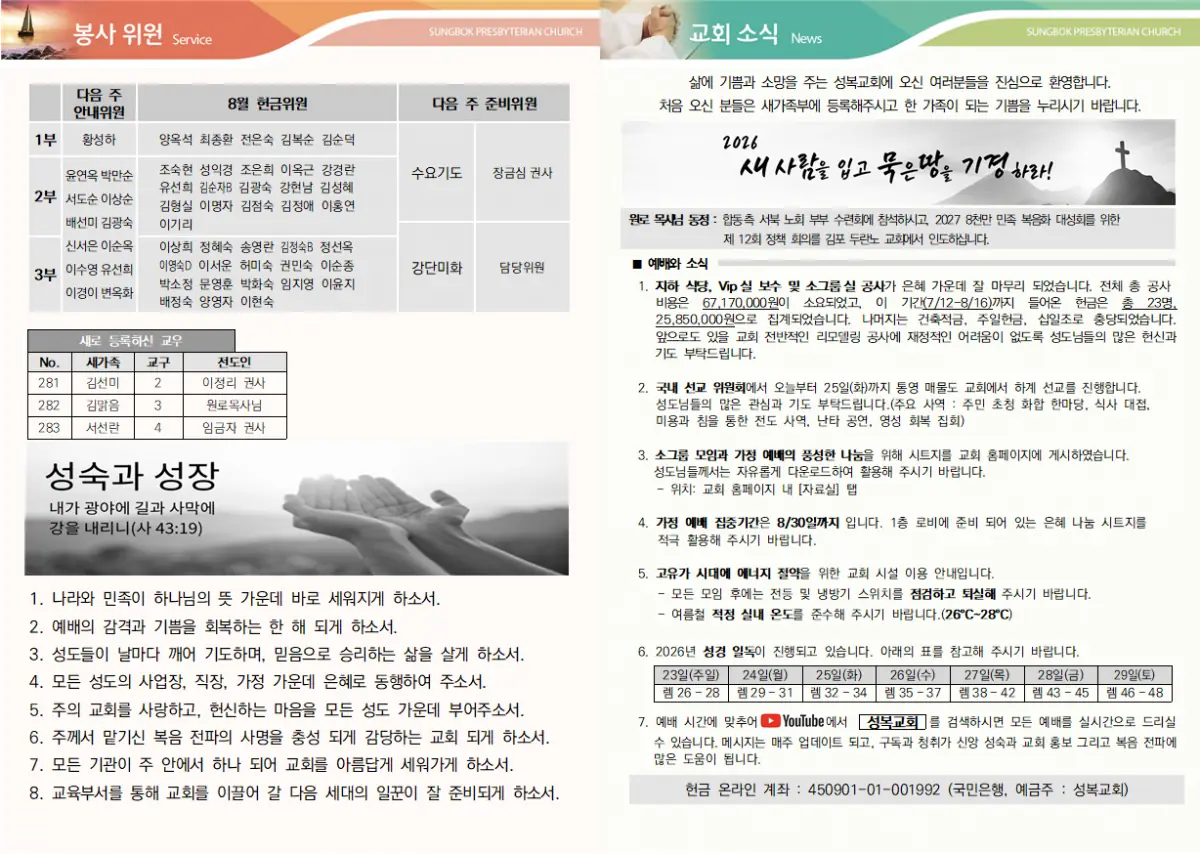 봉사 위원 Service
SUNGBOK PRESBYTERIAN CHURCH
다음 주 안내위원 8월 헌금위원 다음 주 준비위원
1부 황성하 양옥석 최종환 전은숙 김복순 김순덕
2부 윤연옥 박만순 서도순 이상순 배선미 김광숙
조숙현 성익경 조은희 이옥근 강경란
유선희 김순자B 김광숙 강헌남 김성혜
김형실 이명자 김점숙 김정애 이홍연
이기리
3부 신서은 이순옥 이수영 유선희 이경이 변옥화
이상희 정혜숙 송영란 김정숙B 정선옥
이영숙D 이서운 허미숙 권민숙 이순종
박소정 문영훈 박화숙 임지영 이윤지
배정숙 양영자 이현숙
수요기도 장금심 권사
강단미화 담당위원
새로 등록하신 교우
No. 새가족 교구 전도인
281 김선미 2 이정리 권사
282 김맑음 3 원로목사님
283 서선란 4 임금자 권사
성숙과 성장
내가 광야에 길과 사막에
강을 내리니(사 43:19)
1. 나라와 민족이 하나님의 뜻 가운데 바로 세워지게 하소서.
2. 예배의 감격과 기쁨을 회복하는 한 해 되게 하소서.
3. 성도들이 날마다 깨어 기도하며, 믿음으로 승리하는 삶을 살게 하소서.
4. 모든 성도의 사업장, 직장, 가정 가운데 은혜로 동행하여 주소서.
5. 주의 교회를 사랑하고, 헌신하는 마음을 모든 성도 가운데 부어주소서.
6. 주께서 맡기신 복음 전파의 사명을 충성 되게 감당하는 교회 되게 하소서.
7. 모든 기관이 주 안에서 하나 되어 교회를 아름답게 세워가게 하소서.
8. 교육부서를 통해 교회를 이끌어 갈 다음 세대의 일꾼이 잘 준비되게 하소서.
교회 소식 News
SUNGBOK PRESBYTERIAN CHURCH
삶에 기쁨과 소망을 주는 성복교회에 오신 여러분들을 진심으로 환영합니다.
처음 오신 분들은 새가족부에 등록해주시고 한 가족이 되는 기쁨을 누리시기 바랍니다.
2026
새 사람을 입고 묵은땅을 기경하라!
원로 목사님 동정 : 합동측 서북 노회 부부 수련회에 참석하시고, 2027 8천만 민족 복음화 대성회를 위한
제 12회 정책 회의를 김포 두란노 교회에서 인도하십니다.
■ 예배와 소식
1. 지하 식당, Vip실 보수 및 소그룹실 공사가 은혜 가운데 잘 마무리 되었습니다. 전체 총 공사
비용은 67,170,000원이 소요되었고, 이 기간(7/12-8/16)까지 들어온 헌금은 총 23명,
25,850,000원으로 집계되었습니다. 나머지는 건축적금, 주일헌금, 십일조로 충당되었습니다.
앞으로도 있을 교회 전반적인 리모델링 공사에 재정적인 어려움이 없도록 성도님들의 많은 헌신과
기도 부탁드립니다.
2. 국내 선교 위원회에서 오늘부터 25일(화)까지 통영 매물도 교회에서 하계 선교를 진행합니다.
성도님들의 많은 관심과 기도 부탁드립니다.(주요 사역 : 주민 초청 화합 한마당, 식사 대접,
미용과 침을 통한 전도 사역, 난타 공연, 영성 회복 집회)
3. 소그룹 모임과 가정 예배의 풍성한 나눔을 위해 시트지를 교회 홈페이지에 게시하였습니다.
성도님들께서는 자유롭게 다운로드하여 활용해 주시기 바랍니다.
- 위치: 교회 홈페이지 내 [자료실] 탭
4. 가정 예배 집중기간은 8/30일까지 입니다. 1층 로비에 준비 되어 있는 은혜 나눔 시트지를
적극 활용해 주시기 바랍니다.
5. 고유가 시대에 에너지 절약을 위한 교회 시설 이용 안내입니다.
- 모든 모임 후에는 전등 및 냉방기 스위치를 점검하고 퇴실해 주시기 바랍니다.
- 여름철 적정 실내 온도를 준수해 주시기 바랍니다.(26℃~28℃)
6. 2026년 성경 일독이 진행되고 있습니다. 아래의 표를 참고해 주시기 바랍니다.
23일(주일) 24일(월) 25일(화) 26일(수) 27일(목) 28일(금) 29일(토)
렘 26 - 28 렘 29 - 31 렘 32 - 34 렘 35 - 37 렘 38 - 42 렘 43 - 45 렘 46 - 48
7. 예배 시간에 맞추어 YouTube에서 성복교회 를 검색하시면 모든 예배를 실시간으로 드리실
수 있습니다. 메시지는 매주 업데이트 되고, 구독과 청취가 신앙 성숙과 교회 홍보 그리고 복음 전파에
많은 도움이 됩니다.
헌금 온라인 계좌 : 450901-01-001992 (국민은행, 예금주 : 성복교회)